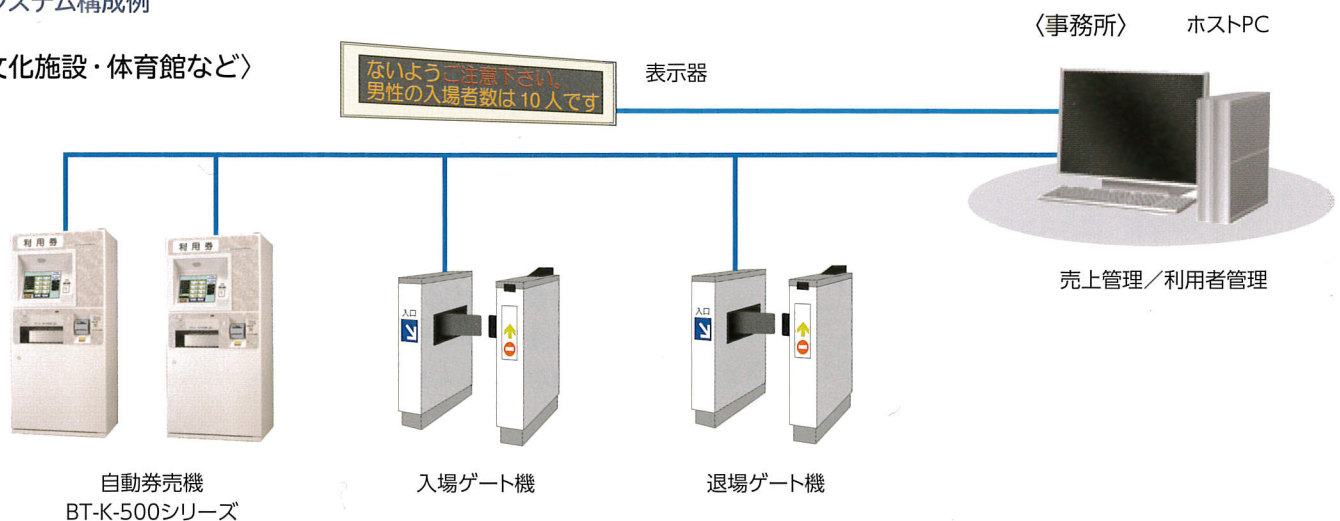 ステム構成例
化施設・体育館など〉
〈事務所〉 ホストPC
ないようご注意下さい。
男性の入場者数は10人です
表示器
利用券
利用券
入口
入口
売上管理／利用者管理
自動券売機
BT-K-500シリーズ
入場ゲート機
退場ゲート機